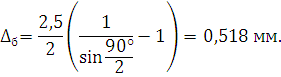 Δб = 2,5/2 (1/sin 90°/2 − 1) = 0,518 мм.